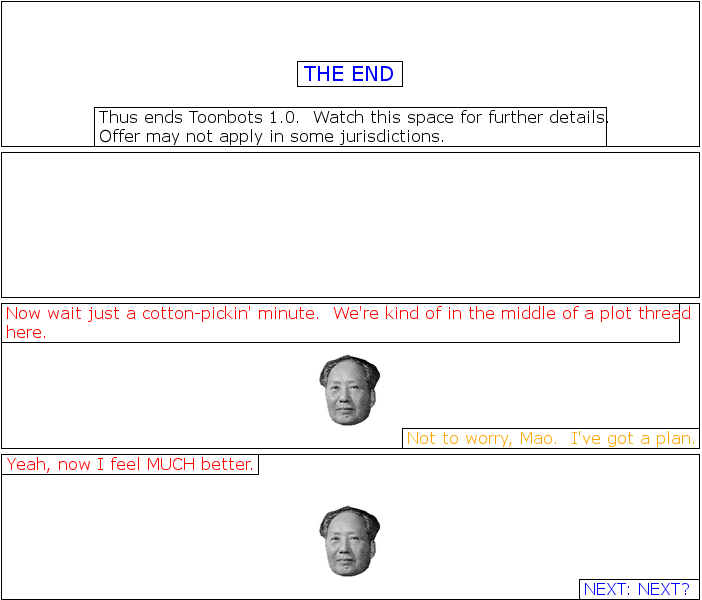 THE END
Thus ends Toonbots 1.0.  Watch this space for further details.
Offer may not apply in some jurisdictions.
Now wait just a cotton-pickin' minute.  We're kind of in the middle of a plot thread
here.
Not to worry, Mao.  I've got a plan.
Yeah, now I feel MUCH better.
NEXT: NEXT?